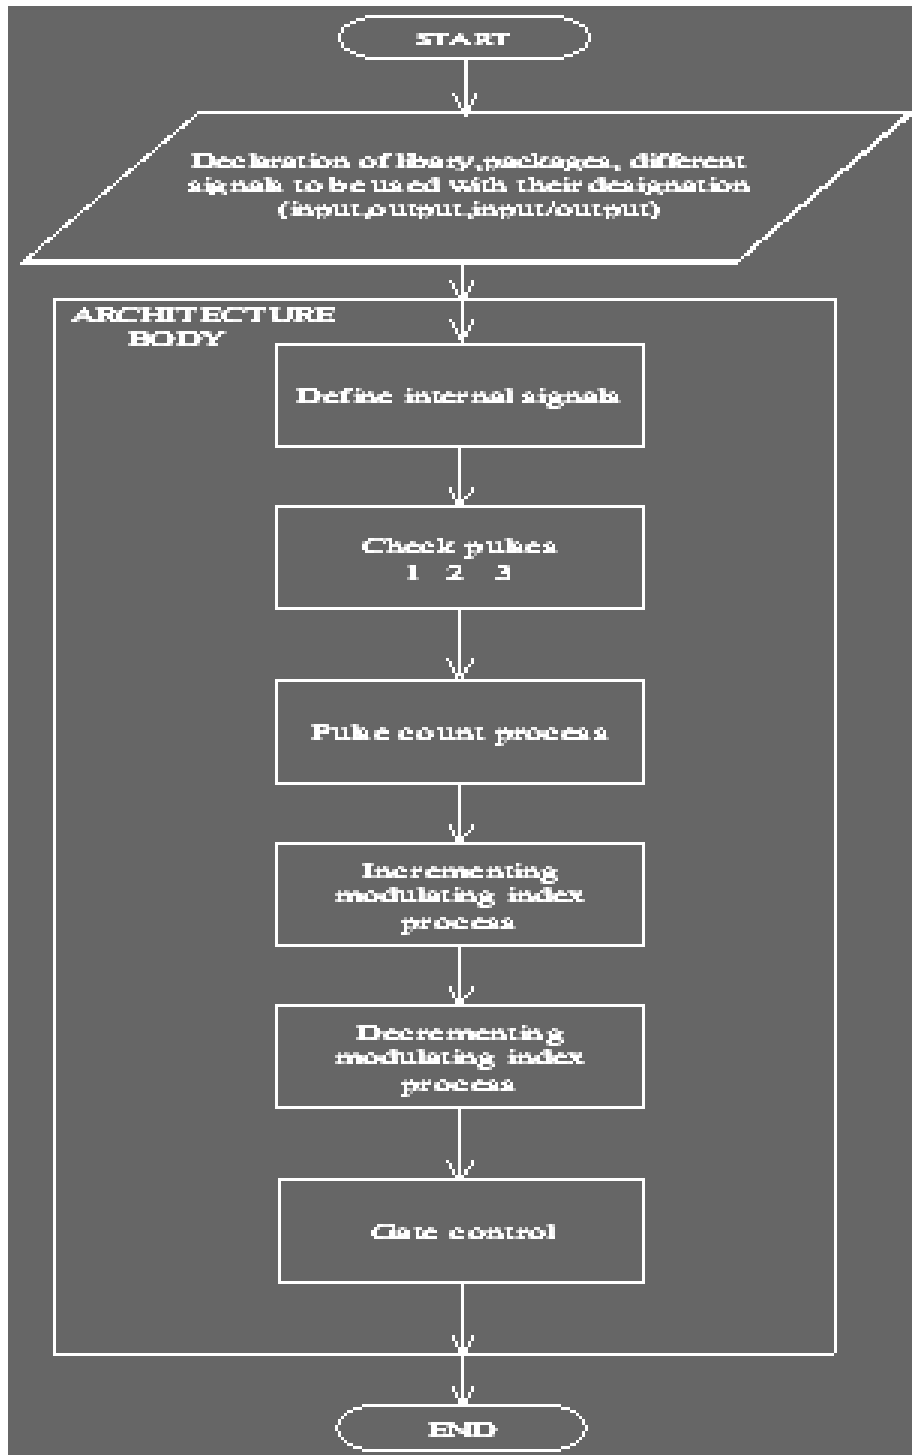 START
Declaration of libary,packages, different
signals to be used with their designation
(input,output,input/output)
ARCHITECTURE
BODY
Define internal signals
Check pulses
1 2 3
Pulse count process
Incrementing
modulating index
process
Decrementing
modulating index
process
Gate control
END